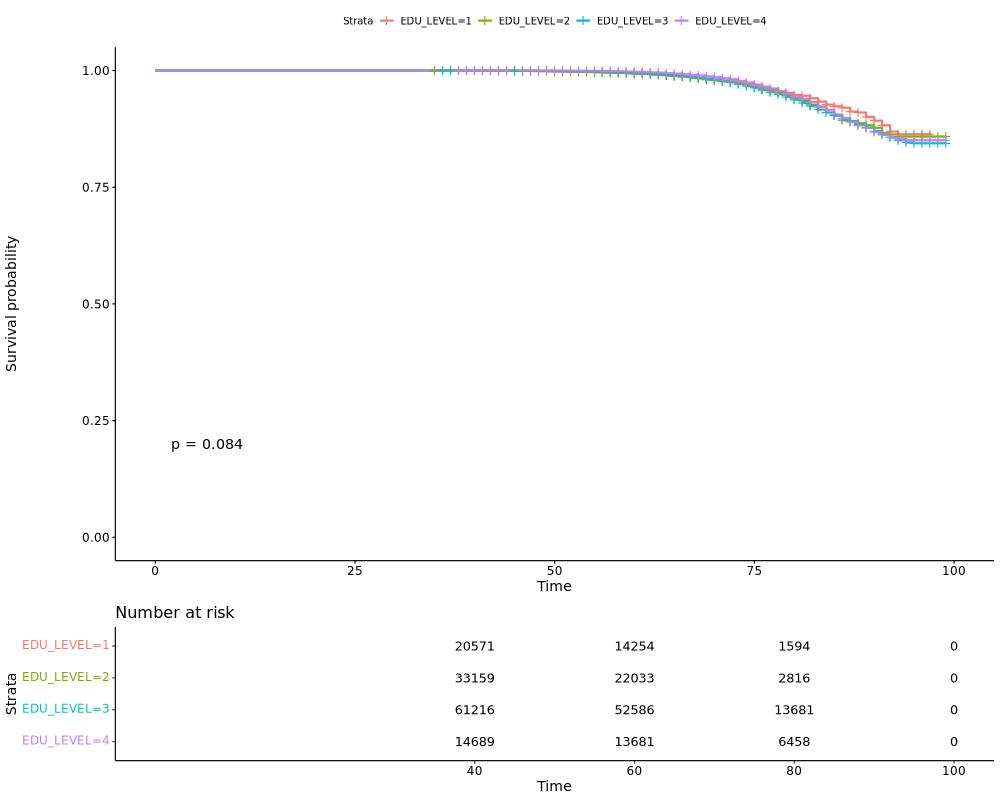 Strata EDU_LEVEL=1 EDU_LEVEL=2 EDU_LEVEL=3 EDU_LEVEL=4
Survival probability
1.00
0.75
0.50
0.25
0.00
p = 0.084
0 25 50 75 100
Time
Number at risk
Strata
EDU_LEVEL=1 20571 14254 1594 0
EDU_LEVEL=2 33159 22033 2816 0
EDU_LEVEL=3 61216 52586 13681 0
EDU_LEVEL=4 14689 13681 6458 0
40 60 80 100
Time